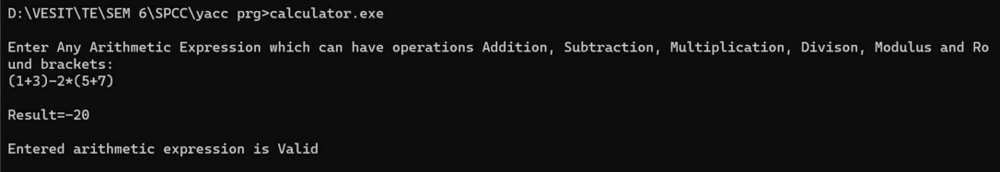 D:\VESIT\TE\SEM 6\SPCC\yacc prg>calculator.exe
Enter Any Arithmetic Expression which can have operations Addition, Subtraction, Multiplication, Divison, Modulus and Ro
und brackets:
(1+3)-2*(5+7)
Result=-20
Entered arithmetic expression is Valid